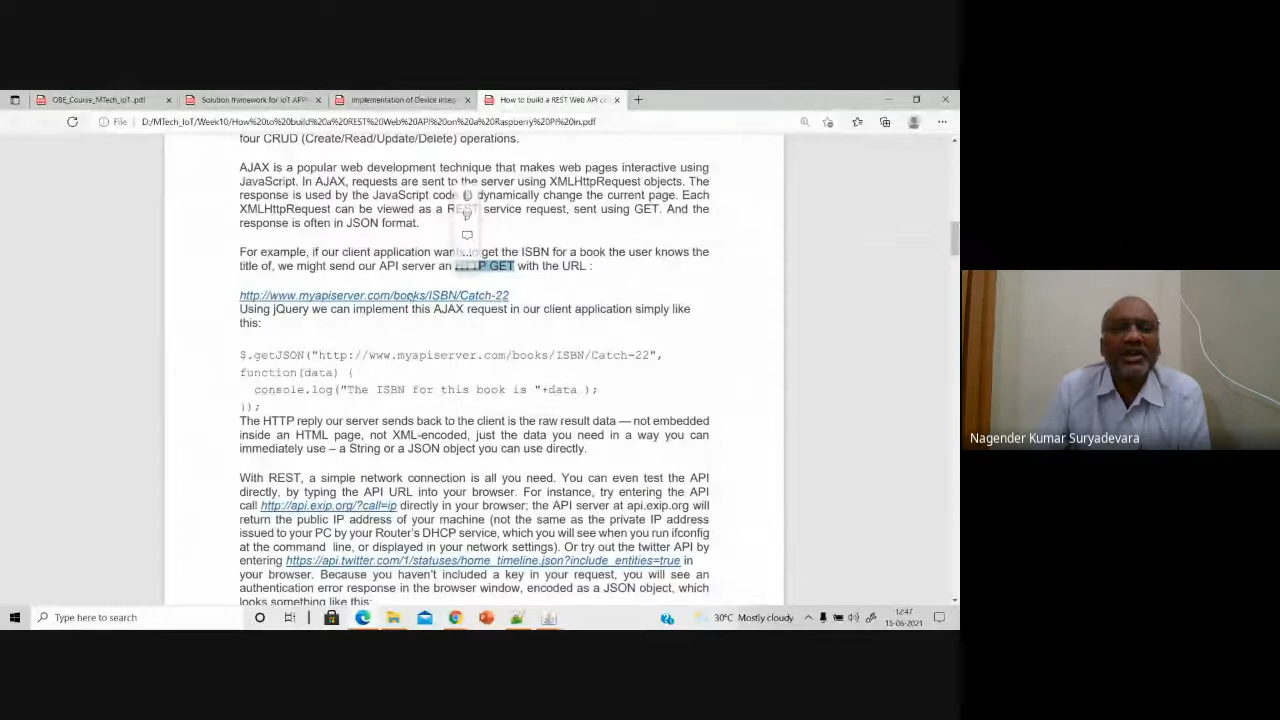 OBE_Course_MTech_IoT.pdf
Solution framework for IoT APPl
Implementation of Device integ
How to build a REST Web API o
File
D:/MTech_IoT/Week10/How%20to%20build%20a%20REST%20Web%20API%20on%20a%20Raspberry%20PI%20in.pdf
four CRUD (Create/Read/Update/Delete) operations.
AJAX is a popular web development technique that makes web pages interactive using
JavaScript. In AJAX, requests are sent to the server using XMLHttpRequest objects. The
response is used by the JavaScript code dynamically change the current page. Each
XMLHttpRequest can be viewed as a REST service request, sent using GET. And the
response is often in JSON format.
For example, if our client application wants to get the ISBN for a book the user knows the
title of, we might send our API server an HTTP GET with the URL :
http://www.myapiserver.com/books/ISBN/Catch-22
Using jQuery we can implement this AJAX request in our client application simply like
this:
$.getJSON("http://www.myapiserver.com/books/ISBN/Catch-22",
function(data) {
console.log("The ISBN for this book is "+data );
});
The HTTP reply our server sends back to the client is the raw result data — not embedded
inside an HTML page, not XML-encoded, just the data you need in a way you can
immediately use – a String or a JSON object you can use directly.
With REST, a simple network connection is all you need. You can even test the API
directly, by typing the API URL into your browser. For instance, try entering the API
call http://api.exip.org/?call=ip directly in your browser; the API server at api.exip.org will
return the public IP address of your machine (not the same as the private IP address
issued to your PC by your Router's DHCP service, which you will see when you run ifconfig
at the command line, or displayed in your network settings). Or try out the twitter API by
entering https://api.twitter.com/1/statuses/home_timeline.json?include_entities=true in
your browser. Because you haven't included a key in your request, you will see an
authentication error response in the browser window, encoded as a JSON object, which
looks something like this:
Type here to search
30°C Mostly cloudy
12:47
15-06-2021
Nagender Kumar Suryadevara